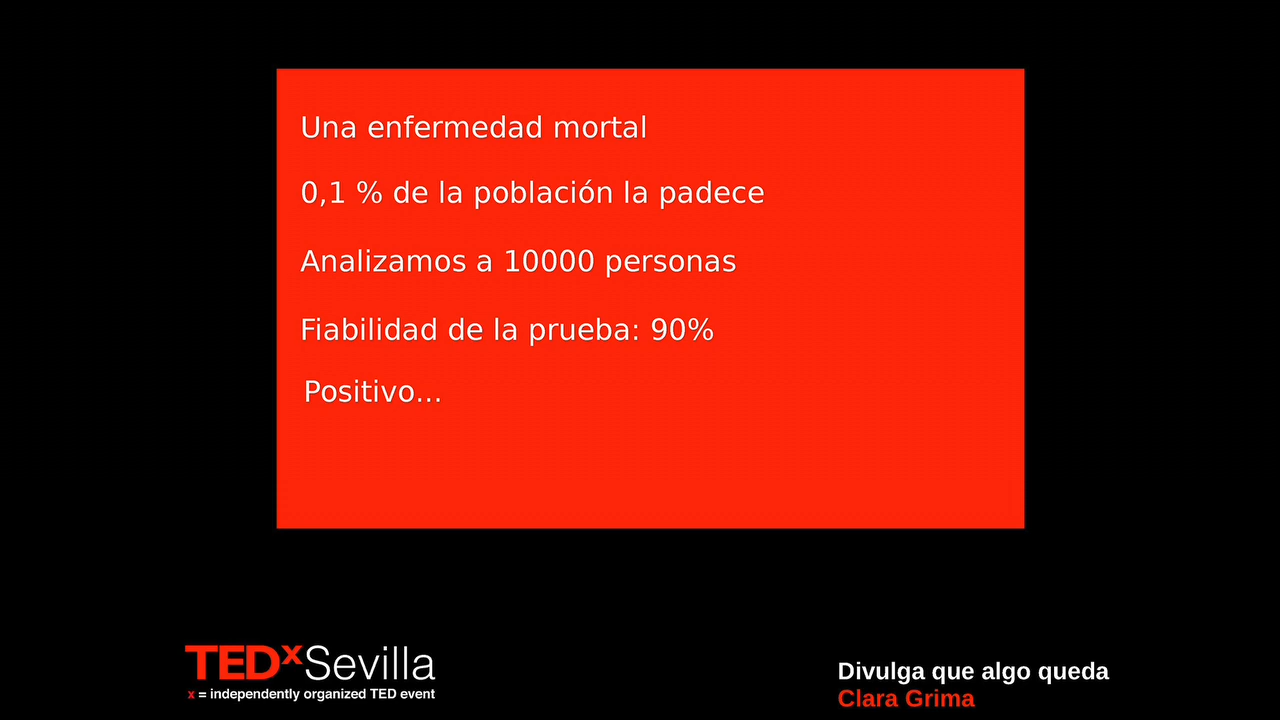 Una enfermedad mortal
0,1 % de la población la padece
Analizamos a 10000 personas
Fiabilidad de la prueba: 90%
Positivo...
TEDxSevilla
x = independently organized TED event
Divulga que algo queda
Clara Grima